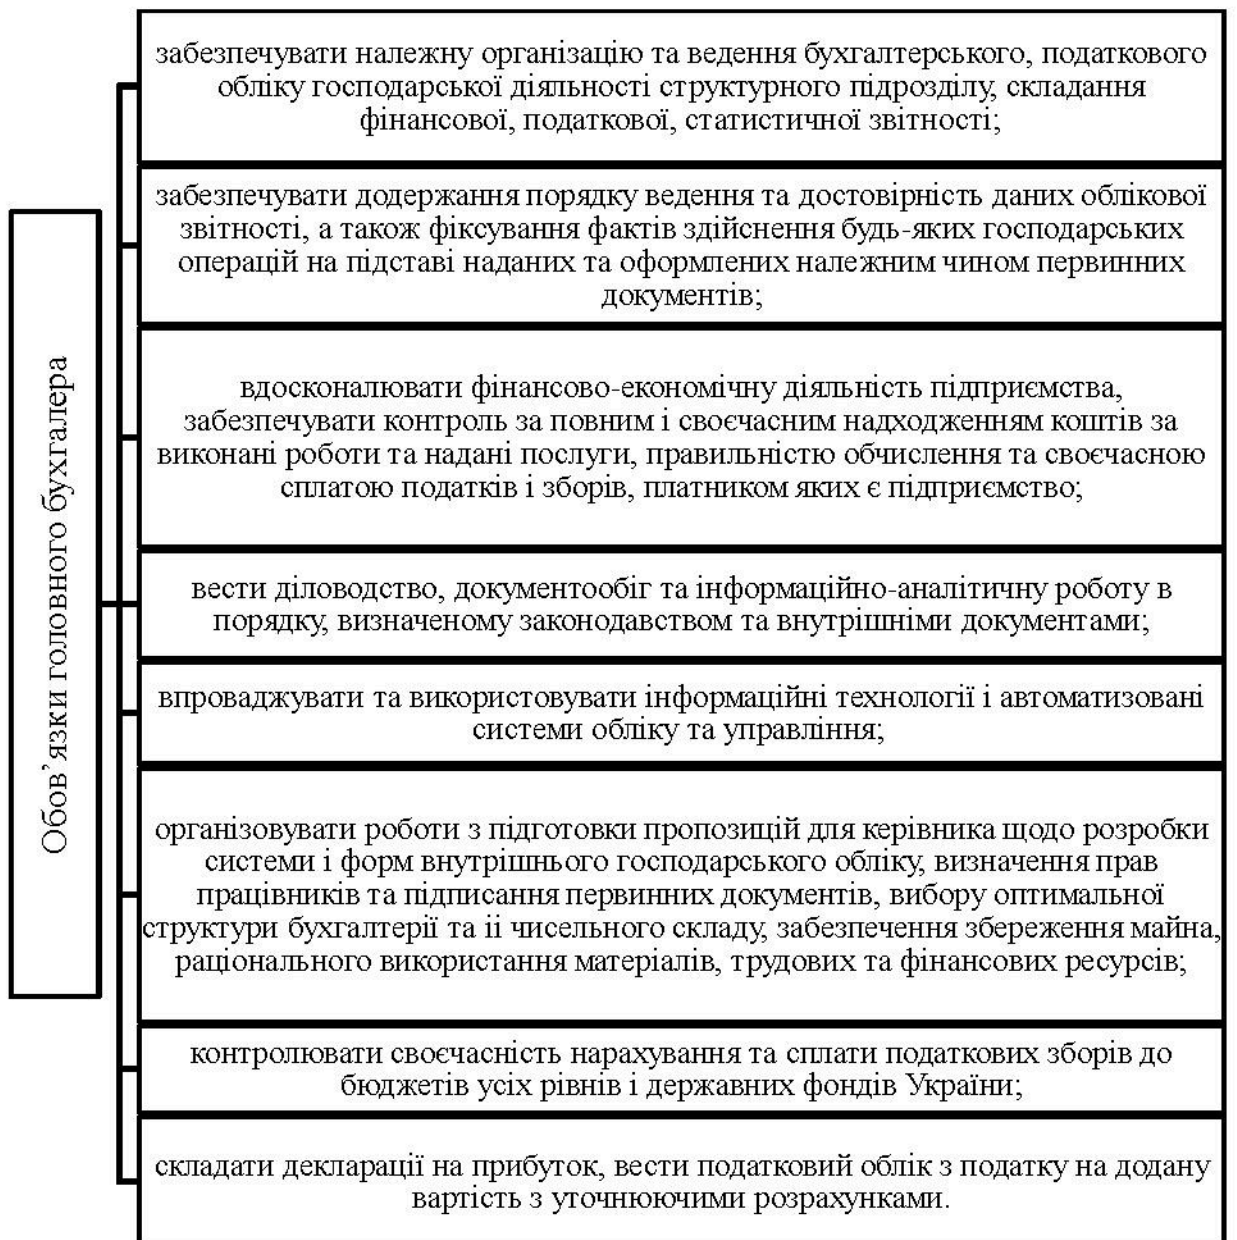 Обов’язки головного бухгалера
забезпечувати належну організацію та ведення бухгалтерського, податкового
обліку господарської діяльності структурного підрозділу, складання
фінансової, податкової, статистичної звітності;
забезпечувати додержання порядку ведення та достовірність даних облікової
звітності, а також фіксування фактів здійснення будь-яких господарських
операцій на підставі наданих та оформлених належним чином первинних
документів;
вдосконалювати фінансово-економічну діяльність підприємства,
забезпечувати контроль за повним і своєчасним надходженням коштів за
виконані роботи та надані послуги, правильністю обчислення та своєчасною
сплатою податків і зборів, платником яких є підприємство;
вести діловодство, документообіг та інформаційно-аналітичну роботу в
порядку, визначеному законодавством та внутрішніми документами;
впроваджувати та використовувати інформаційні технології і автоматизовані
системи обліку та управління;
організовувати роботи з підготовки пропозицій для керівника щодо розробки
системи і форм внутрішнього господарського обліку, визначення прав
працівників та підписання первинних документів, вибору оптимальної
структури бухгалтерії та іі чисельного складу, забезпечення збереження майна,
раціонального використання матеріалів, трудових та фінансових ресурсів;
контролювати своєчасність нарахування та сплати податкових зборів до
бюджетів усіх рівнів і державних фондів України;
складати декларації на прибуток, вести податковий облік з податку на додану
вартість з уточнюючими розрахунками.